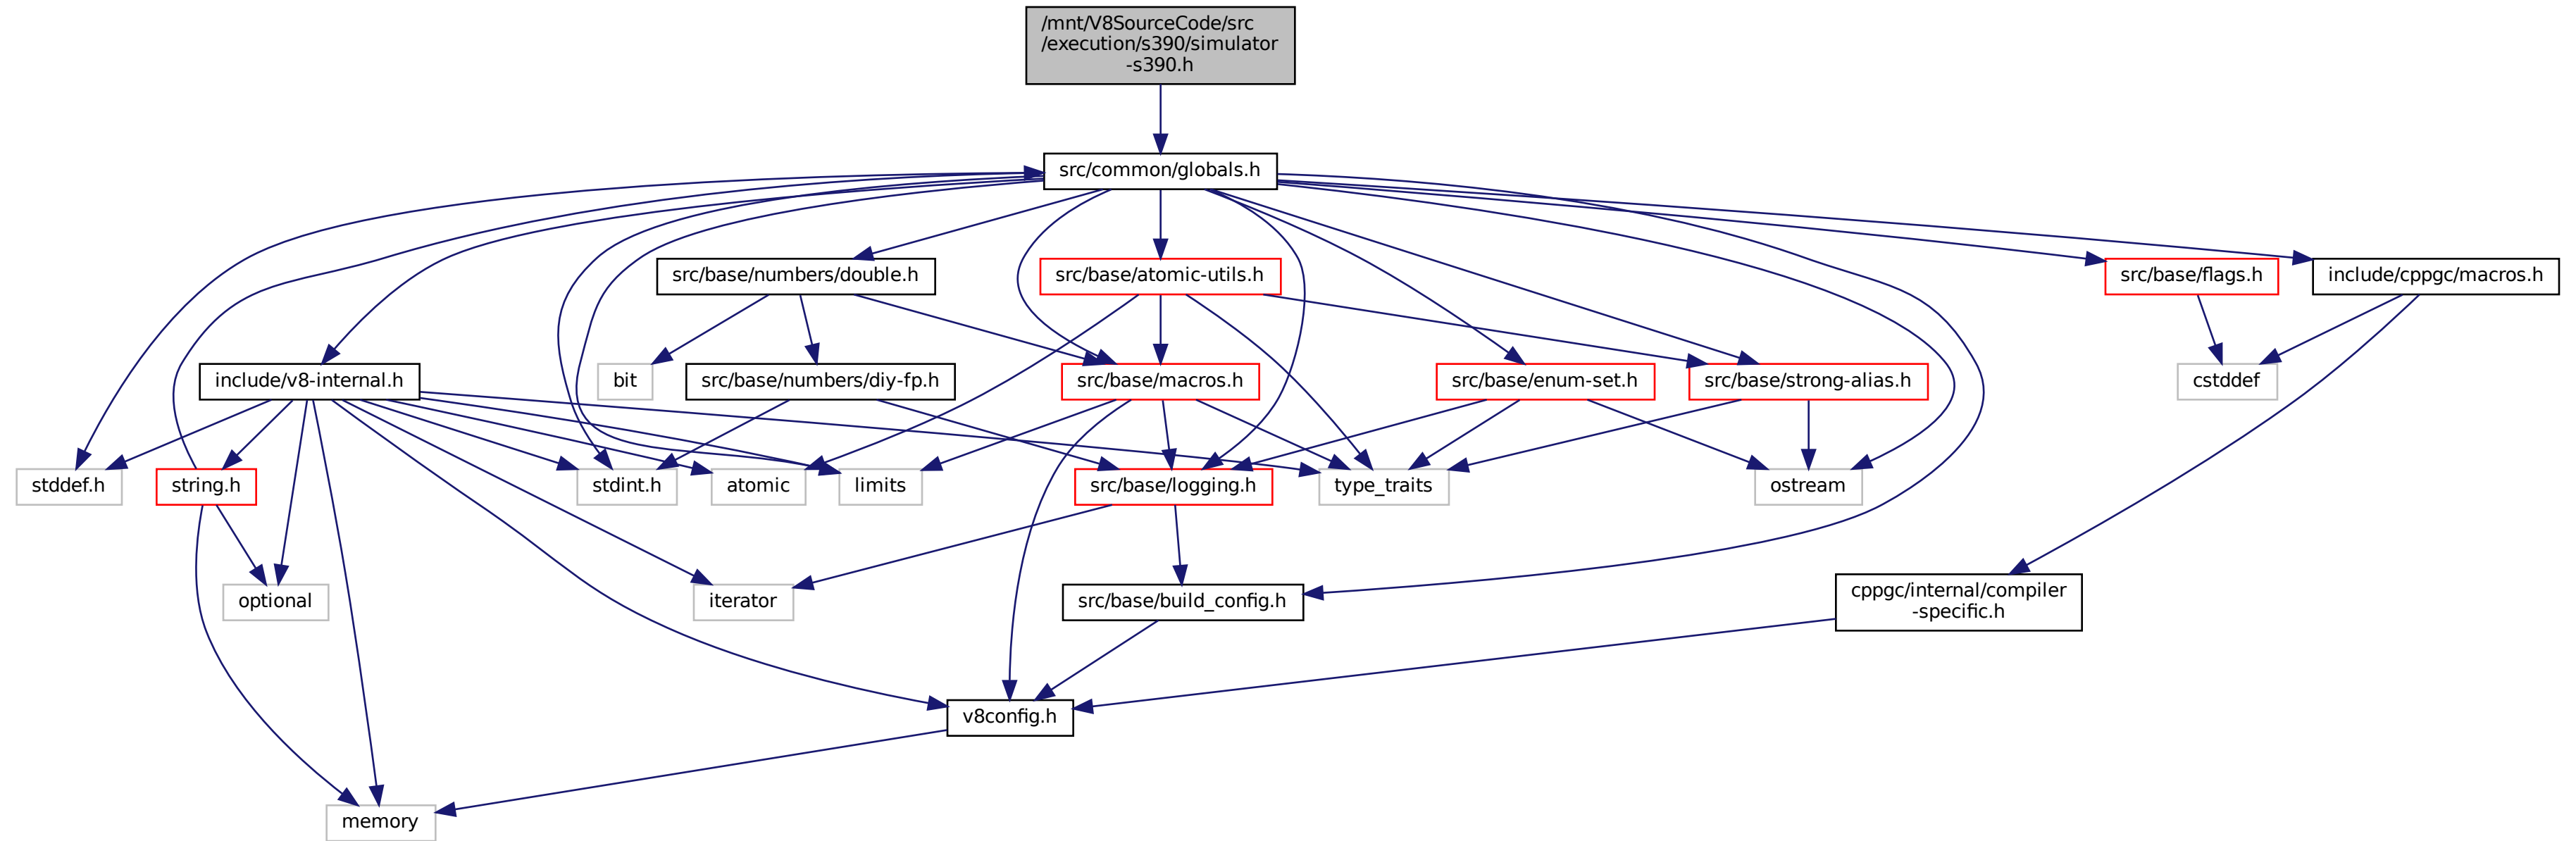 /mnt/V8SourceCode/src
/execution/s390/simulator
-s390.h
src/common/globals.h
src/base/numbers/double.h
src/base/atomic-utils.h
src/base/flags.h
include/cppgc/macros.h
include/v8-internal.h
bit
src/base/numbers/diy-fp.h
src/base/macros.h
src/base/enum-set.h
src/base/strong-alias.h
cstddef
stddef.h
string.h
stdint.h
atomic
limits
src/base/logging.h
type_traits
ostream
optional
iterator
src/base/build_config.h
cppgc/internal/compiler
-specific.h
v8config.h
memory